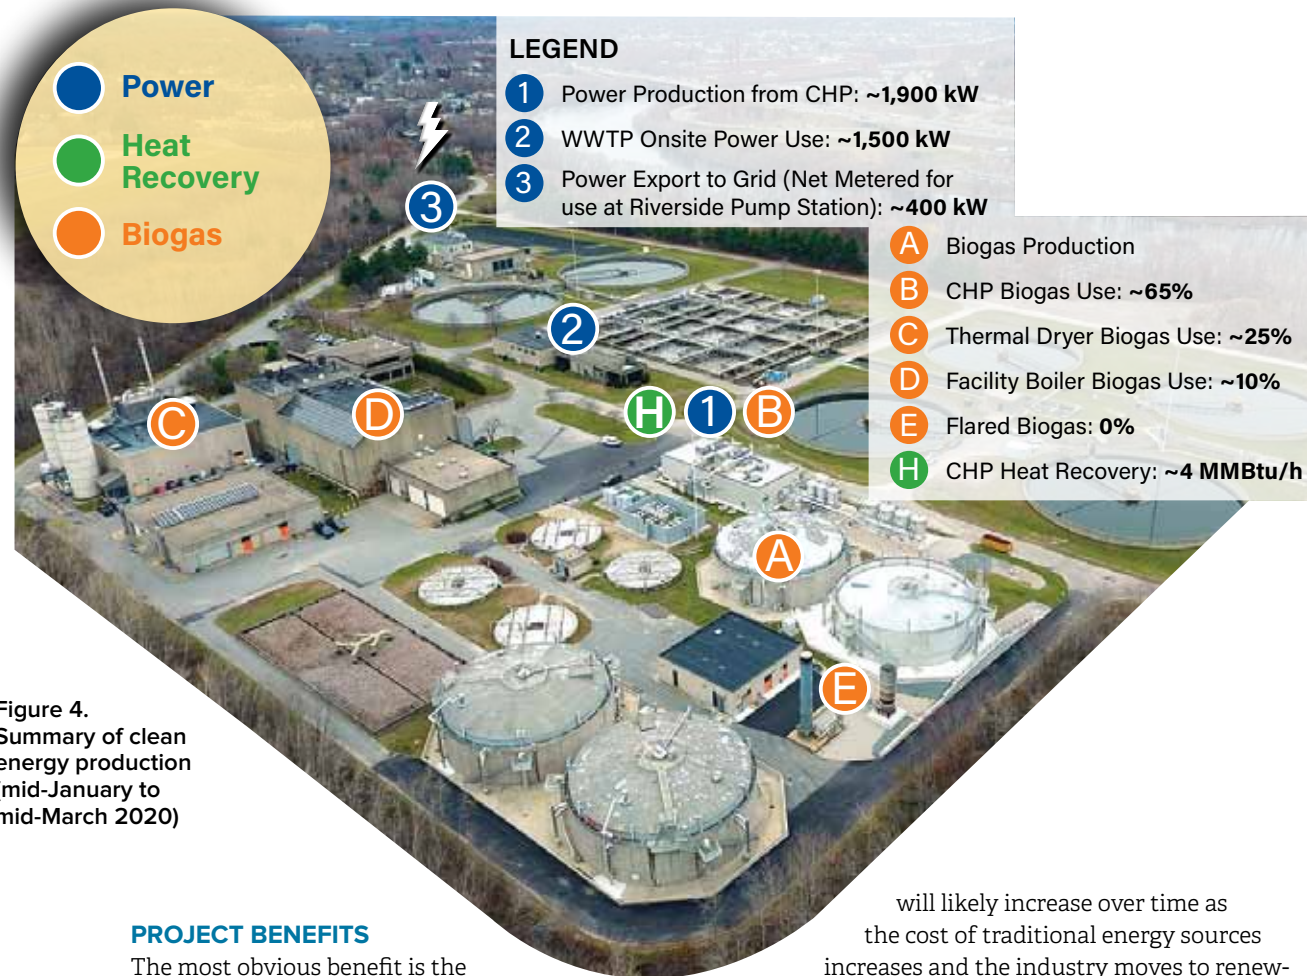 Power
Heat
Recovery
Biogas
LEGEND
1 Power Production from CHP: ~1,900 kW
2 WWTP Onsite Power Use: ~1,500 kW
3 Power Export to Grid (Net Metered for
use at Riverside Pump Station): ~400 kW
A Biogas Production
B CHP Biogas Use: ~65%
C Thermal Dryer Biogas Use: ~25%
D Facility Boiler Biogas Use: ~10%
E Flared Biogas: 0%
H CHP Heat Recovery: ~4 MMBtu/h
3
2
C
D
H
1
B
A
E
Figure 4.
Summary of clean
energy production
(mid-January to
mid-March 2020)
PROJECT BENEFITS
The most obvious benefit is the
will likely increase over time as
the cost of traditional energy sources
increases and the industry moves to renew-